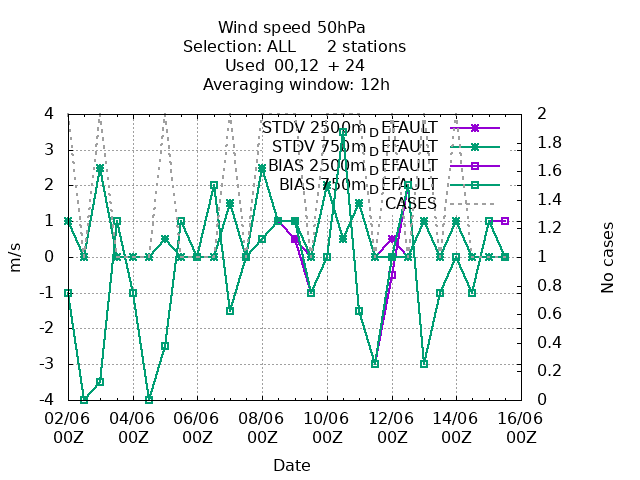 Wind speed 50hPa
Selection: ALL 2 stations
Used 00,12 + 24
Averaging window: 12h
STDV 2500m_DEFAULT
STDV 750m_DEFAULT
BIAS 2500m_DEFAULT
BIAS 750m_DEFAULT
CASES
4
3
2
1
0
-1
-2
-3
-4
m/s
2
1.8
1.6
1.4
1.2
1
0.8
0.6
0.4
0.2
0
No cases
02/06 04/06 06/06 08/06 10/06 12/06 14/06 16/06
00Z 00Z 00Z 00Z 00Z 00Z 00Z 00Z
Date